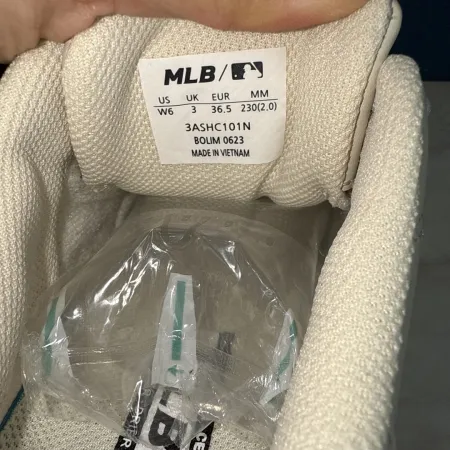 MLB
US UK EUR MM
W6 3 36.5 230(2.0)
3ASHC101N
BOLIM 0623
MADE IN VIETNAM